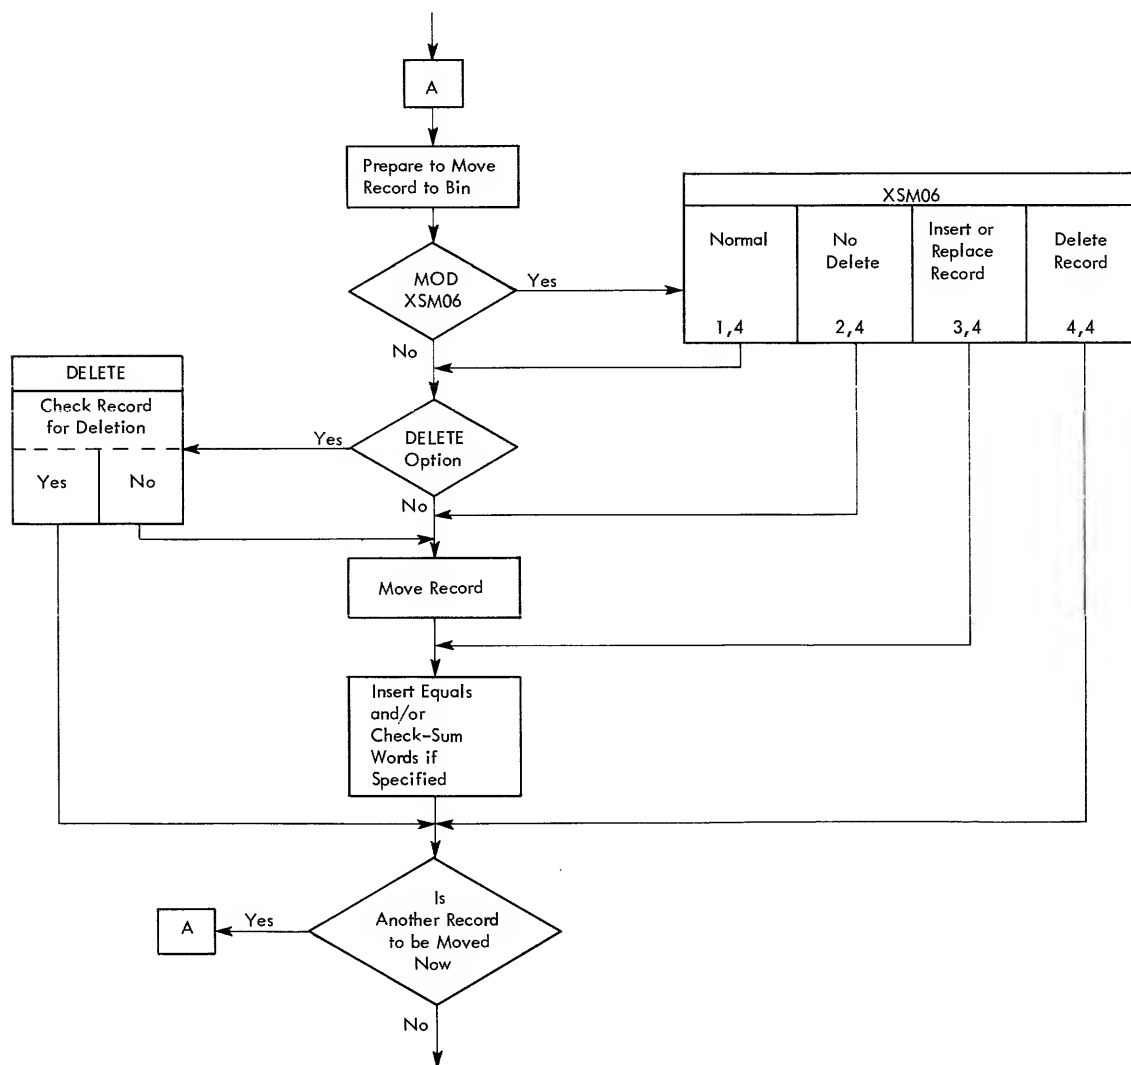 A
Prepare to Move
Record to Bin
XSM06
Normal
1,4
No
Delete
2,4
Insert or
Replace
Record
3,4
Delete
Record
4,4
MOD
XSM06
Yes
No
DELETE
Check Record
for Deletion
Yes
No
DELETE
Option
Yes
No
Move Record
Insert Equals
and/or
Check-Sum
Words if
Specified
Is
Another Record
to be Moved
Now
Yes
A
No